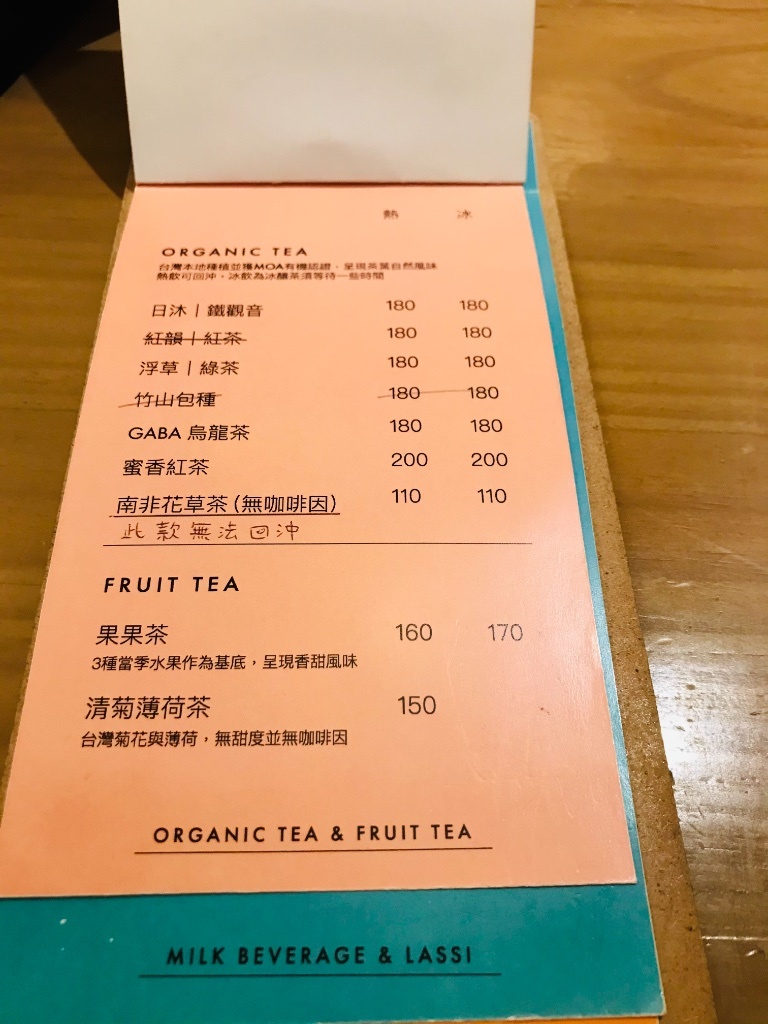 熱 冰
ORGANIC TEA
台灣本地種植並獲MOA有機認證，呈現茶葉自然風味
熱飲可回沖，冰飲為冰釀茶須等待一些時間
日沐｜鐵觀音 180 180
紅韻｜紅茶 180 180
浮草｜綠茶 180 180
竹山包種 180 180
GABA 烏龍茶 180 180
蜜香紅茶 200 200
南非花草茶(無咖啡因) 110 110
此款無法回沖
FRUIT TEA
果果茶 160 170
3種當季水果作為基底，呈現香甜風味
清菊薄荷茶 150
台灣菊花與薄荷，無甜度並無咖啡因
ORGANIC TEA & FRUIT TEA
MILK BEVERAGE & LASSI